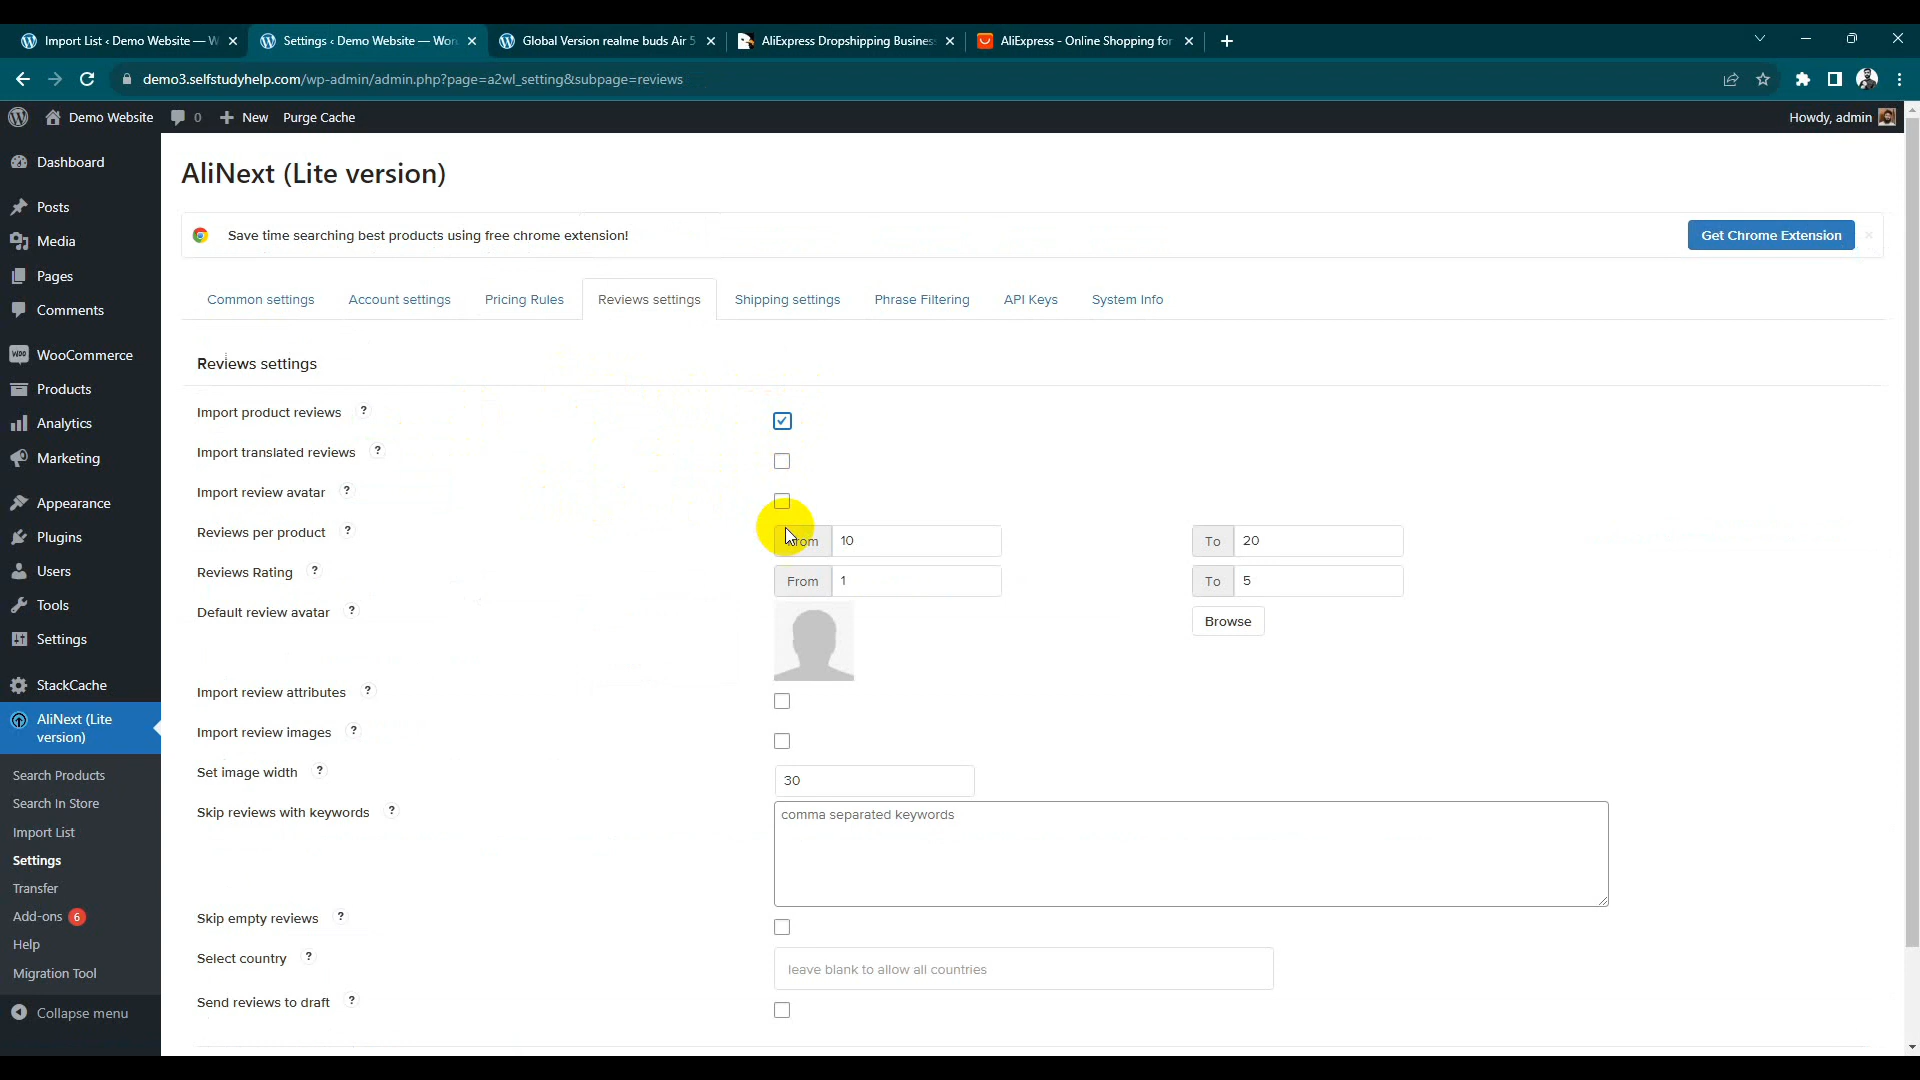 Import List ‹ Demo Website — W
Settings ‹ Demo Website — Wor
Global Version realme buds Air 5
AliExpress Dropshipping Business
AliExpress - Online Shopping for
demo3.selfstudyhelp.com/wp-admin/admin.php?page=a2wl_setting&subpage=reviews
Demo Website
0
New
Purge Cache
Howdy, admin
Dashboard
Posts
Media
Pages
Comments
WooCommerce
Products
Analytics
Marketing
Appearance
Plugins
Users
Tools
Settings
StackCache
AliNext (Lite
version)
Search Products
Search In Store
Import List
Settings
Transfer
Add-ons 6
Help
Migration Tool
Collapse menu
AliNext (Lite version)
Save time searching best products using free chrome extension!
Get Chrome Extension
Common settings
Account settings
Pricing Rules
Reviews settings
Shipping settings
Phrase Filtering
API Keys
System Info
Reviews settings
Import product reviews ?
Import translated reviews ?
Import review avatar ?
Reviews per product ? From 10 To 20
Reviews Rating ? From 1 To 5
Default review avatar ? Browse
Import review attributes ?
Import review images ?
Set image width ? 30
Skip reviews with keywords ? comma separated keywords
Skip empty reviews ?
Select country ? leave blank to allow all countries
Send reviews to draft ?